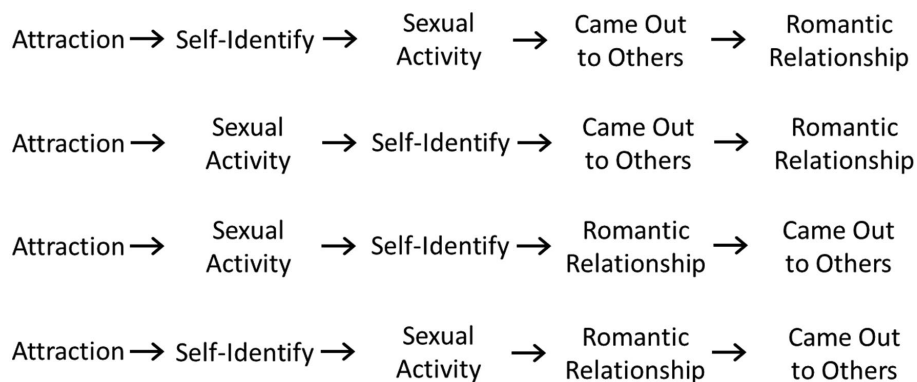 Attraction → Self-Identify → Sexual Activity → Came Out to Others → Romantic Relationship
Attraction → Sexual Activity → Self-Identify → Came Out to Others → Romantic Relationship
Attraction → Sexual Activity → Self-Identify → Romantic Relationship → Came Out to Others
Attraction → Self-Identify → Sexual Activity → Romantic Relationship → Came Out to Others